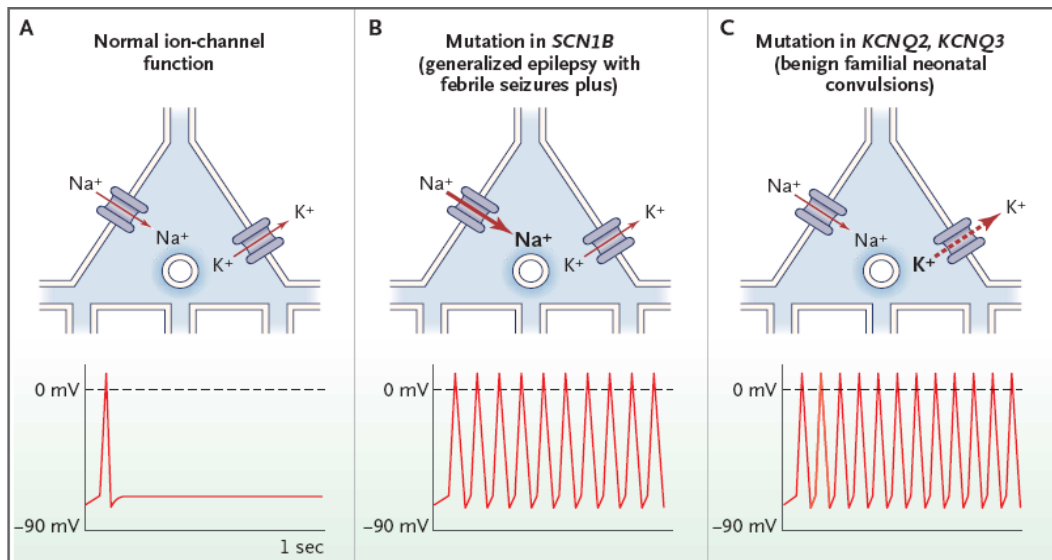 A
Normal ion-channel
function
Na⁺
Na⁺
K⁺
K⁺
0 mV
–90 mV
1 sec
B
Mutation in SCN1B
(generalized epilepsy with
febrile seizures plus)
Na⁺
Na⁺
K⁺
K⁺
0 mV
–90 mV
C
Mutation in KCNQ2, KCNQ3
(benign familial neonatal
convulsions)
Na⁺
Na⁺
K⁺
K⁺
0 mV
–90 mV